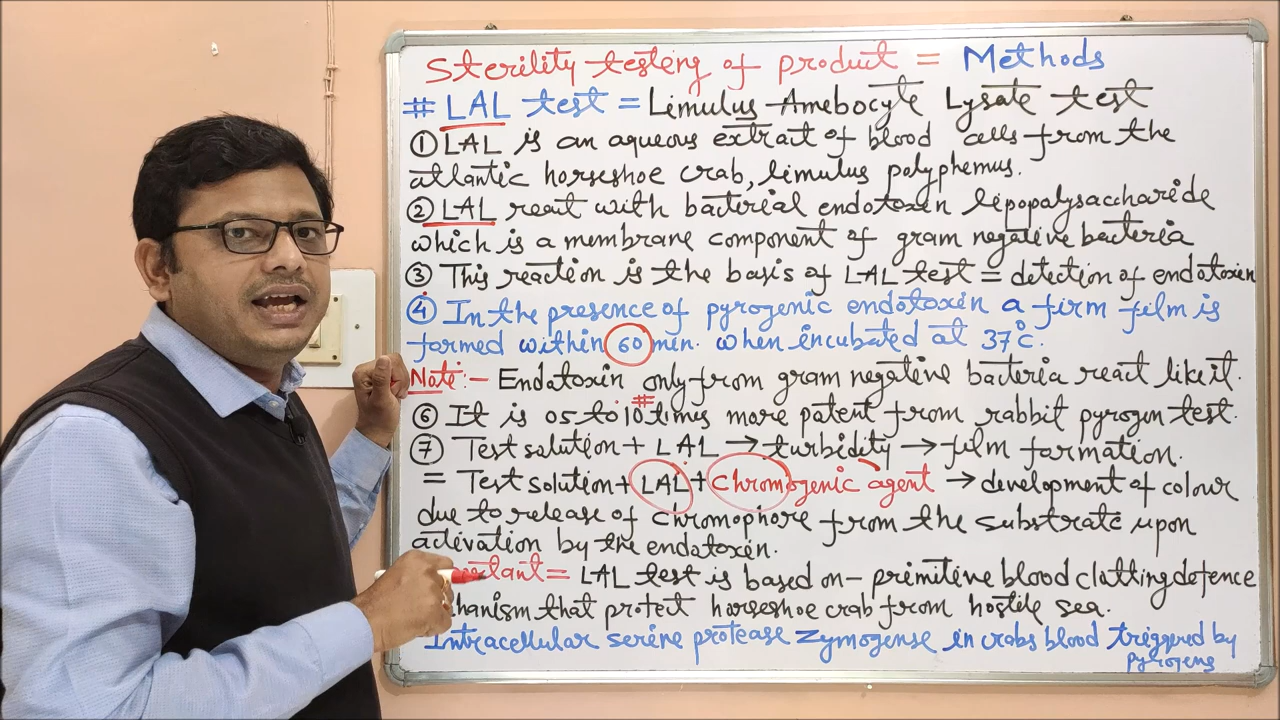 Sterility testing of product = Methods
# LAL test = Limulus Amebocyte Lysate test
① LAL is an aqueous extract of blood cells from the
atlantic horseshoe crab, limulus polyphemus.
② LAL react with bacterial endotoxin lipopolysaccharide
which is a membrane component of gram negative bacteria
③ This reaction is the basis of LAL test = detection of endotoxin
④ In the presence of pyrogenic endotoxin a firm film is
formed within 60 min. when incubated at 37°c.
Note:- Endotoxin only from gram negative bacteria react like it.
#
⑥ It is 05 to 10 times more patent from rabbit pyrogen test.
⑦ Test solution + LAL → turbidity → film formation.
= Test solution + LAL + chromogenic agent → development of colour
due to release of chromophore from the substrate upon
activation by the endotoxin.
= LAL test is based on - primitive blood clotting defence
that protect horseshoe crab from hostile sea.
Intracellular serine protease zymogense in crabs blood triggered by
pyrogens